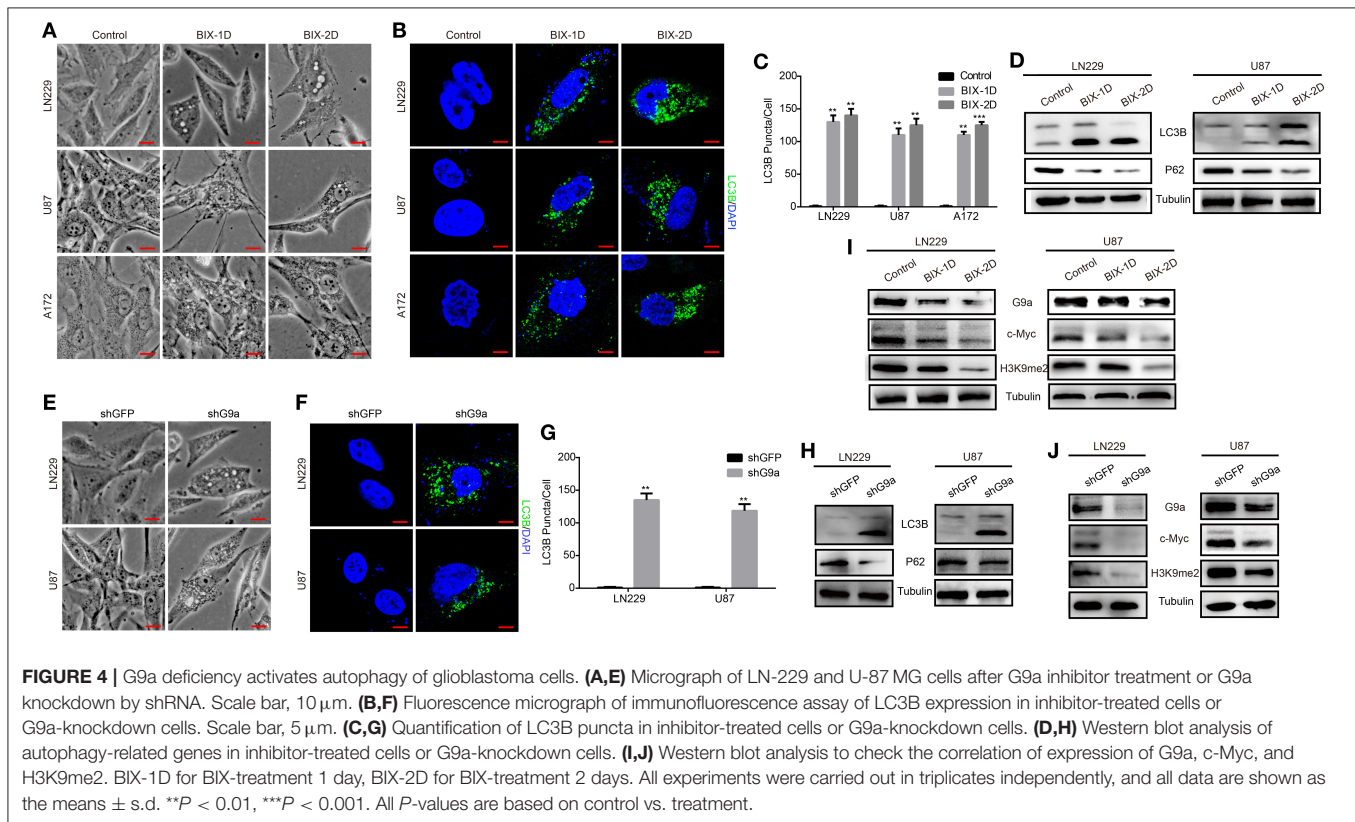 A
Control
BIX-1D
BIX-2D
LN229
U87
A172
B
Control
BIX-1D
BIX-2D
LN229
U87
A172
LC3B/DAPI
C
LC3B Puncta/Cell
200
150
100
50
0
Control
BIX-1D
BIX-2D
** **
** **
** ***
LN229
U87
A172
D
LN229
U87
Control
BIX-1D
BIX-2D
Control
BIX-1D
BIX-2D
LC3B
P62
Tubulin
I
LN229
U87
Control
BIX-1D
BIX-2D
Control
BIX-1D
BIX-2D
G9a
c-Myc
H3K9me2
Tubulin
E
shGFP
shG9a
LN229
U87
F
shGFP
shG9a
LN229
U87
LC3B/DAPI
G
LC3B Puncta/Cell
200
150
100
50
0
shGFP
shG9a
**
**
LN229
U87
H
LN229
U87
shGFP
shG9a
shGFP
shG9a
LC3B
P62
Tubulin
J
LN229
U87
shGFP
shG9a
shGFP
shG9a
G9a
c-Myc
H3K9me2
Tubulin
FIGURE 4 | G9a deficiency activates autophagy of glioblastoma cells. (A,E) Micrograph of LN-229 and U-87 MG cells after G9a inhibitor treatment or G9a
knockdown by shRNA. Scale bar, 10 μm. (B,F) Fluorescence micrograph of immunofluorescence assay of LC3B expression in inhibitor-treated cells or
G9a-knockdown cells. Scale bar, 5 μm. (C,G) Quantification of LC3B puncta in inhibitor-treated cells or G9a-knockdown cells. (D,H) Western blot analysis of
autophagy-related genes in inhibitor-treated cells or G9a-knockdown cells. (I,J) Western blot analysis to check the correlation of expression of G9a, c-Myc, and
H3K9me2. BIX-1D for BIX-treatment 1 day, BIX-2D for BIX-treatment 2 days. All experiments were carried out in triplicates independently, and all data are shown as
the means ± s.d. **P < 0.01, ***P < 0.001. All P-values are based on control vs. treatment.